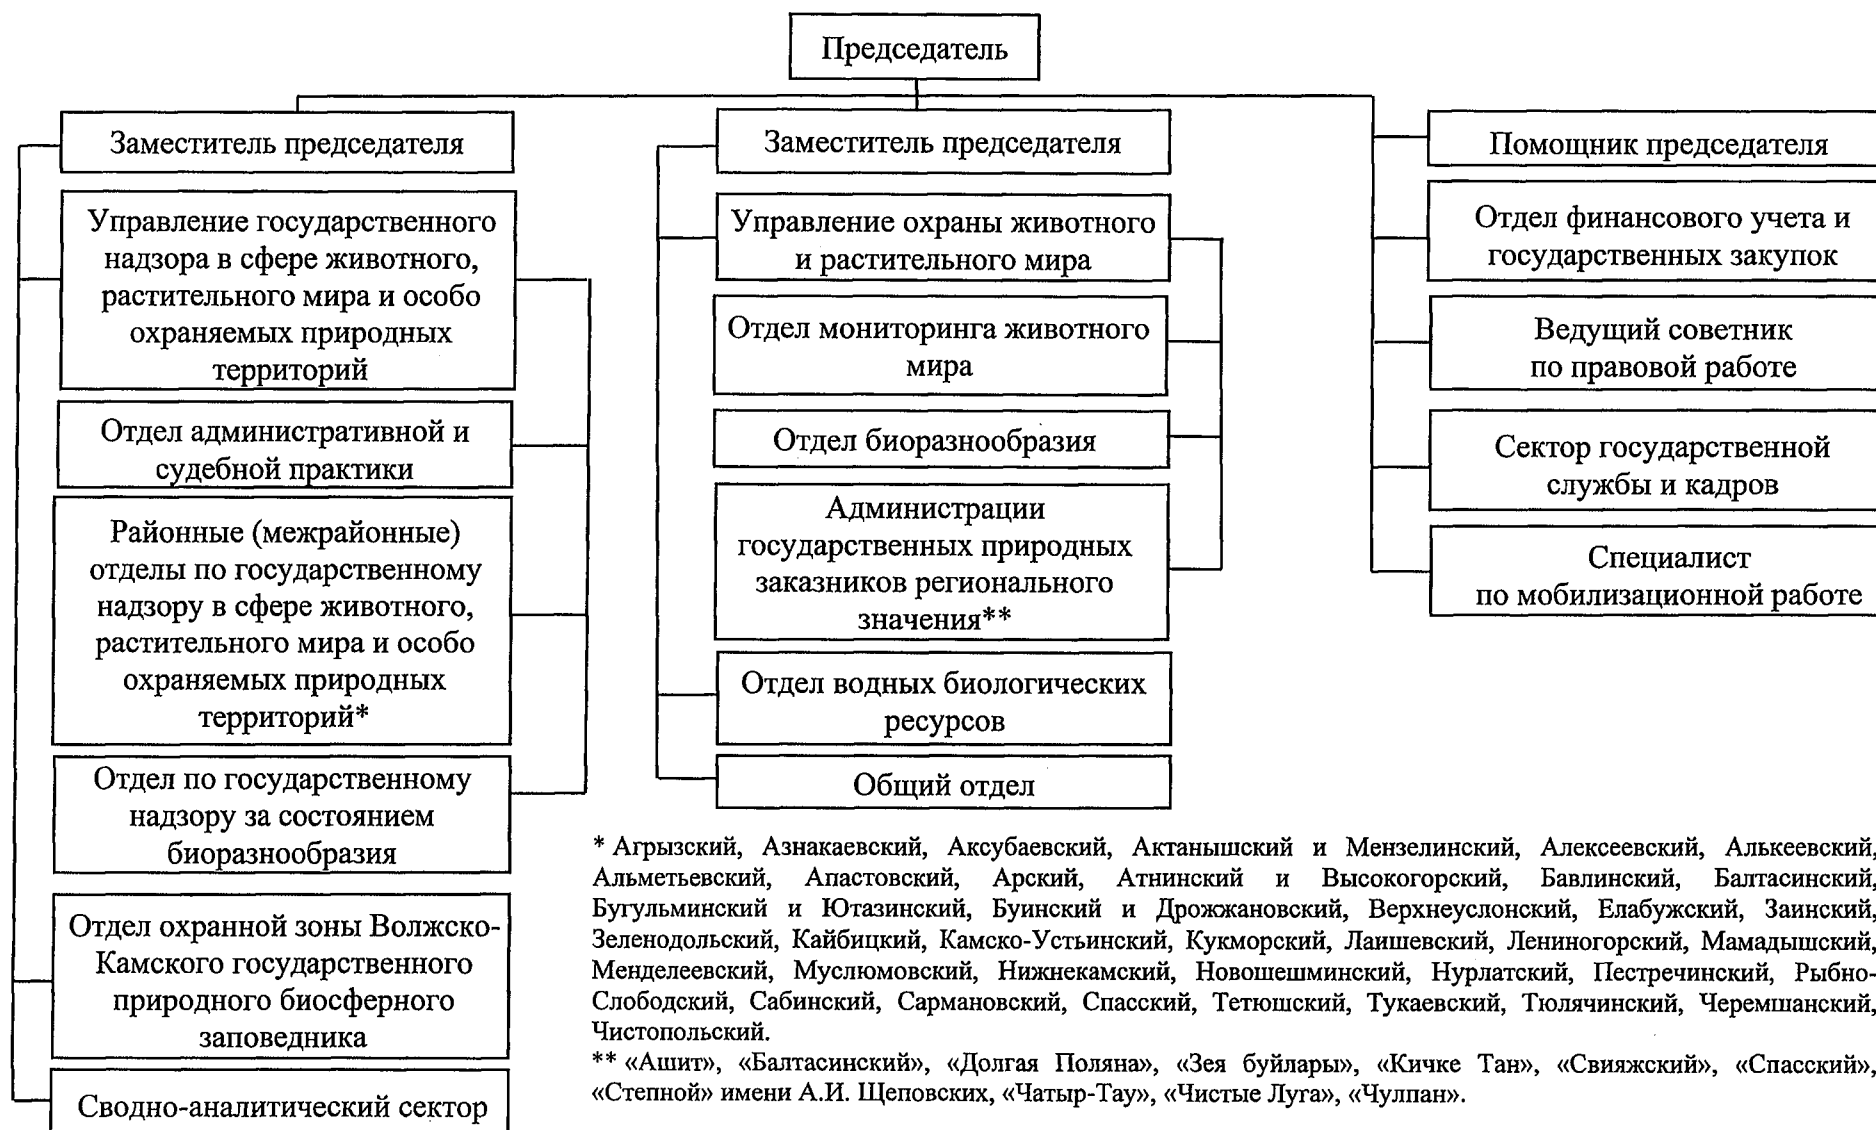 Председатель
Заместитель председателя
Управление государственного
надзора в сфере животного,
растительного мира и особо
охраняемых природных
территорий
Отдел административной и
судебной практики
Районные (межрайонные)
отделы по государственному
надзору в сфере животного,
растительного мира и особо
охраняемых природных
территорий*
Отдел по государственному
надзору за состоянием
биоразнообразия
Отдел охранной зоны Волжско-
Камского государственного
природного биосферного
заповедника
Сводно-аналитический сектор
Заместитель председателя
Управление охраны животного
и растительного мира
Отдел мониторинга животного
мира
Отдел биоразнообразия
Администрации
государственных природных
заказников регионального
значения**
Отдел водных биологических
ресурсов
Общий отдел
Помощник председателя
Отдел финансового учета и
государственных закупок
Ведущий советник
по правовой работе
Сектор государственной
службы и кадров
Специалист
по мобилизационной работе
* Агрызский, Азнакаевский, Аксубаевский, Актанышский и Мензелинский, Алексеевский, Алькеевский,
Альметьевский, Апастовский, Арский, Атнинский и Высокогорский, Бавлинский, Балтасинский,
Бугульминский и Ютазинский, Буинский и Дрожжановский, Верхнеуслонский, Елабужский, Заинский,
Зеленодольский, Кайбицкий, Камско-Устьинский, Кукморский, Лаишевский, Лениногорский, Мамадышский,
Менделеевский, Муслюмовский, Нижнекамский, Новошешминский, Нурлатский, Пестречинский, Рыбно-
Слободский, Сабинский, Сармановский, Спасский, Тетюшский, Тукаевский, Тюлячинский, Черемшанский,
Чистопольский.
** «Ашит», «Балтасинский», «Долгая Поляна», «Зея буйлары», «Кичке Тан», «Свияжский», «Спасский»,
«Степной» имени А.И. Щеповских, «Чатыр-Тау», «Чистые Луга», «Чулпан».